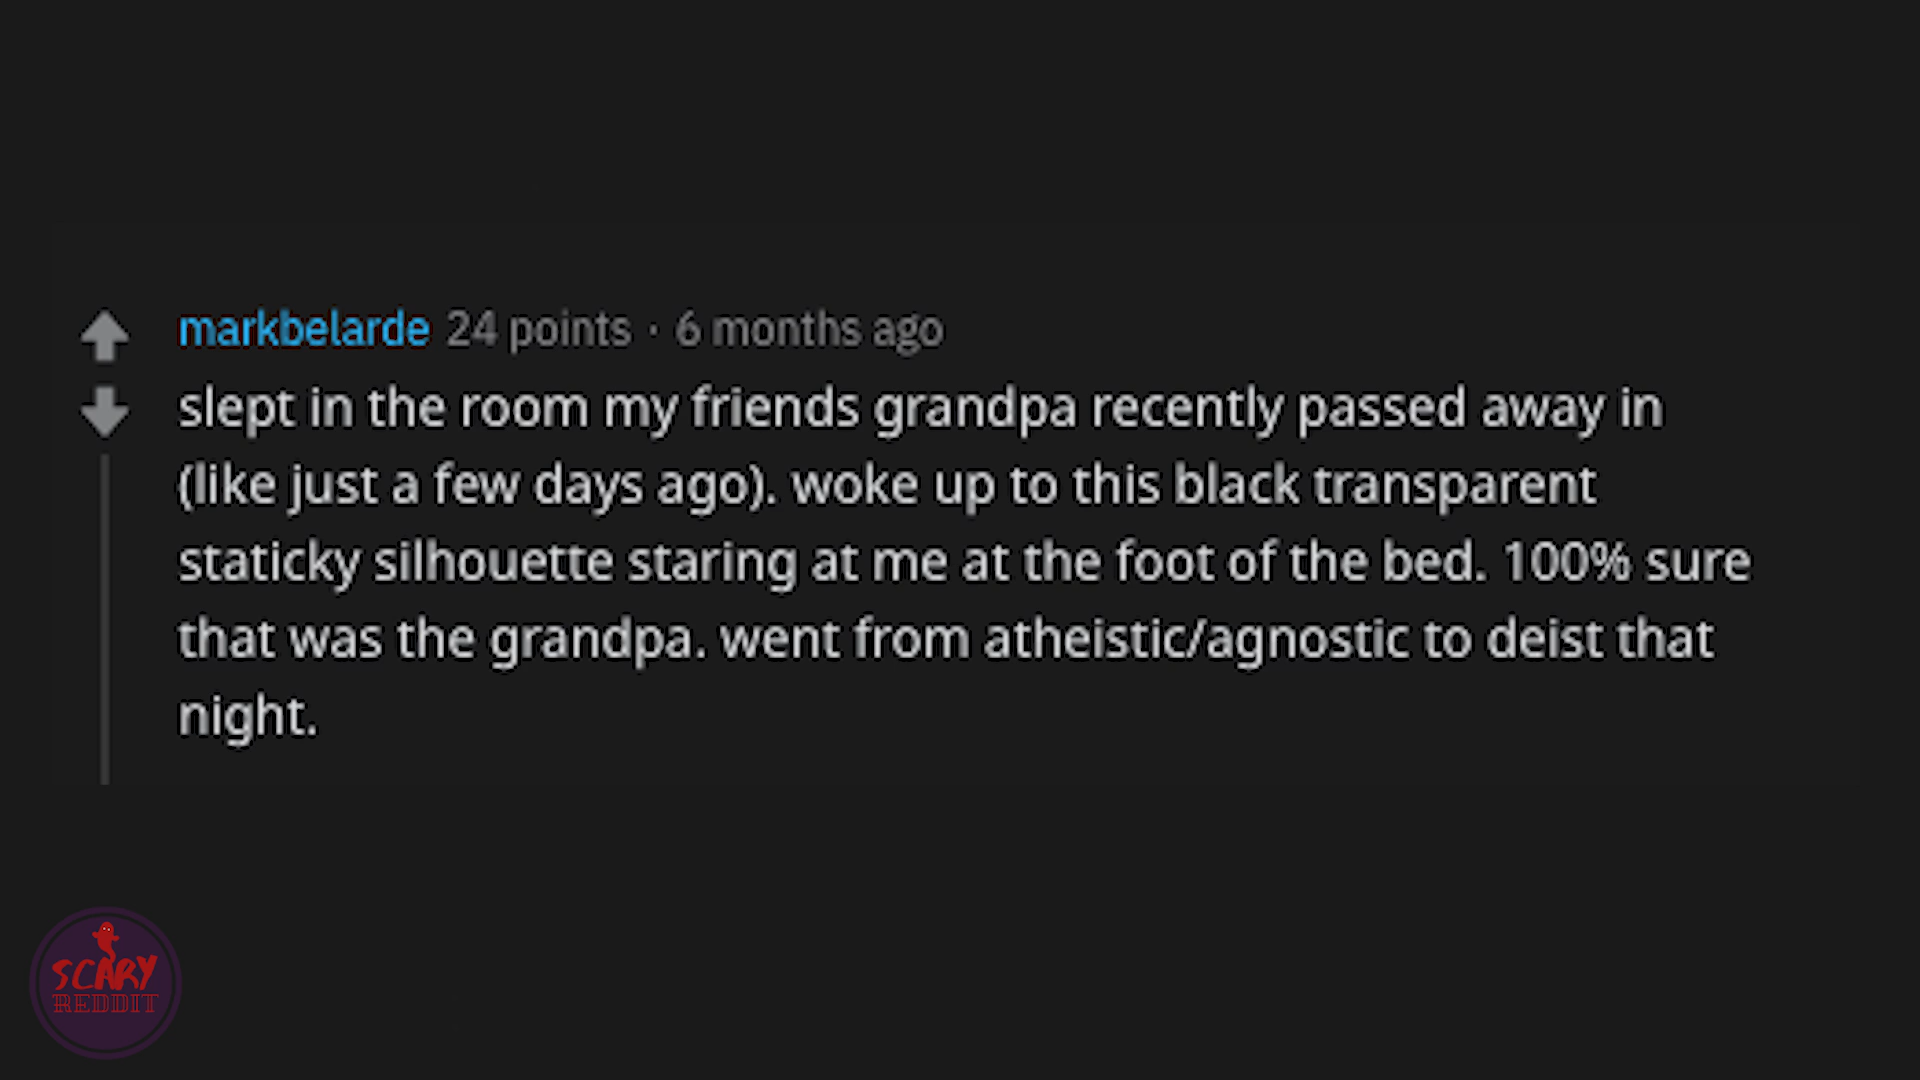 markbelarde 24 points · 6 months ago
slept in the room my friends grandpa recently passed away in
(like just a few days ago). woke up to this black transparent
staticky silhouette staring at me at the foot of the bed. 100% sure
that was the grandpa. went from atheistic/agnostic to deist that
night.
SCARY
REDDIT